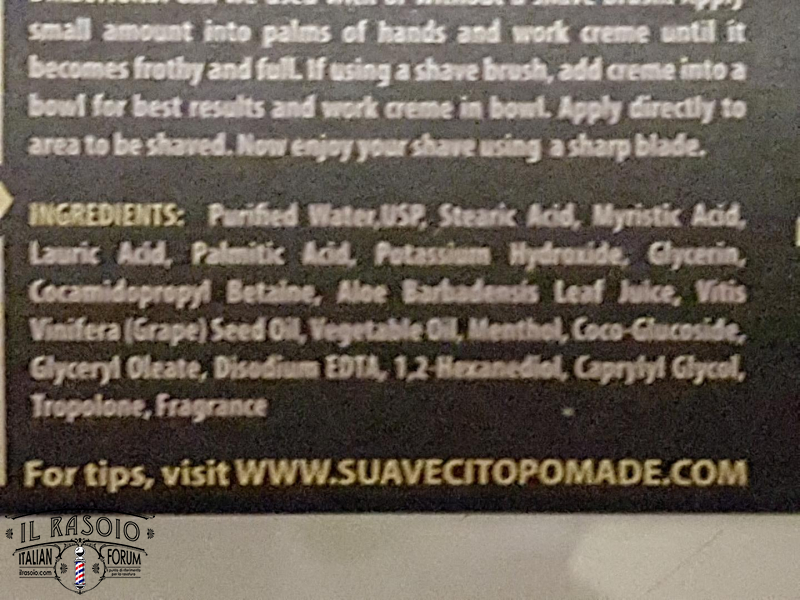 small amount into palms of hands and work creme until it
becomes frothy and full. If using a shave brush, add creme into a
bowl for best results and work creme in bowl. Apply directly to
area to be shaved. Now enjoy your shave using a sharp blade.
INGREDIENTS: Purified Water,USP, Stearic Acid, Myristic Acid,
Lauric Acid, Palmitic Acid, Potassium Hydroxide, Glycerin,
Cocamidopropyl Betaine, Aloe Barbadensis Leaf Juice, Vitis
Vinifera (Grape) Seed Oil, Vegetable Oil, Menthol, Coco-Glucoside,
Glyceryl Oleate, Disodium EDTA, 1,2-Hexanediol, Caprylyl Glycol,
Tropolone, Fragrance
For tips, visit WWW.SUAVECITOPOMADE.COM
IL RASOIO
ITALIAN FORUM
ilrasoio.com